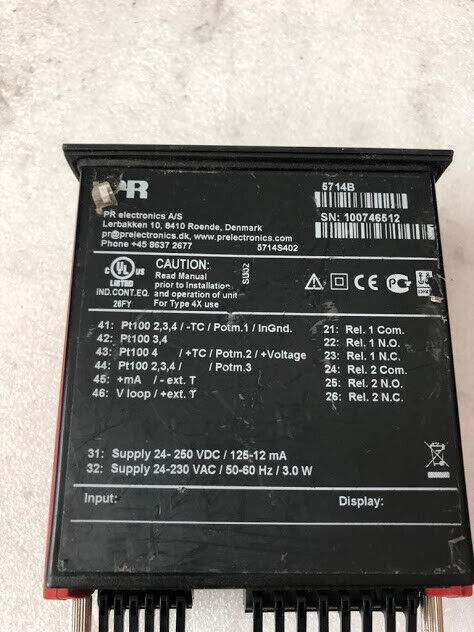 PR
5714B
PR electronics A/S
Lerbakken 10, 8410 Roende, Denmark
pr@prelectronics.dk, www.prelectronics.com
Phone +45 8637 2677
5714S402
SN: 100746512
C UL US
LISTED
IND.CONT.EQ.
26FY
CAUTION:
Read Manual
prior to Installation
and operation of unit
For Type 4X use
CE
41: Pt100 2,3,4 / -TC / Potm.1 / InGnd.
42: Pt100 3,4
43: Pt100 4 / +TC / Potm.2 / +Voltage
44: Pt100 2,3,4 / / Potm.3
45: +mA / - ext. T
46: V loop / +ext. T
21: Rel. 1 Com.
22: Rel. 1 N.O.
23: Rel. 1 N.C.
24: Rel. 2 Com.
25: Rel. 2 N.O.
26: Rel. 2 N.C.
31: Supply 24- 250 VDC / 125-12 mA
32: Supply 24-230 VAC / 50-60 Hz / 3.0 W
Input:
Display: